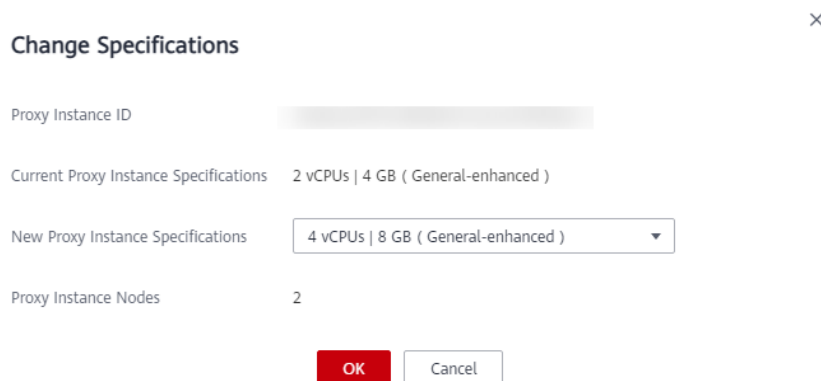 Change Specifications
Proxy Instance ID
Current Proxy Instance Specifications 2 vCPUs | 4 GB ( General-enhanced )
New Proxy Instance Specifications 4 vCPUs | 8 GB ( General-enhanced )
Proxy Instance Nodes 2
OK Cancel